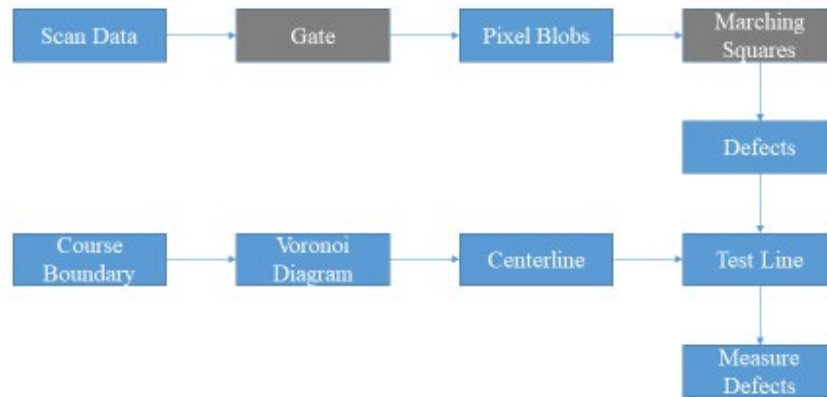 Scan Data
Gate
Pixel Blobs
Marching
Squares
Defects
Course
Boundary
Voronoi
Diagram
Centerline
Test Line
Measure
Defects